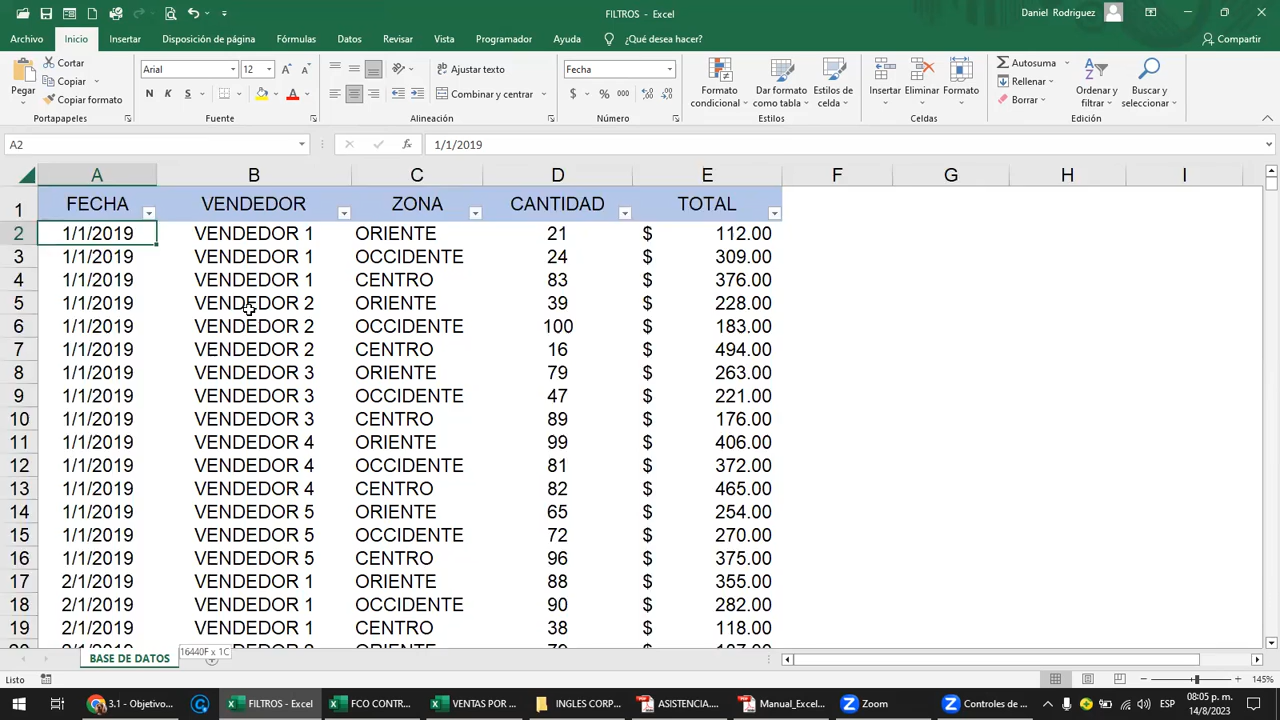 FILTROS - Excel
Daniel Rodriguez
Archivo Inicio Insertar Disposición de página Fórmulas Datos Revisar Vista Programador Ayuda ¿Qué desea hacer? Compartir
Pegar
Cortar
Copiar
Copiar formato
Portapapeles
Arial 12
N K S
Fuente
Ajustar texto
Combinar y centrar
Alineación
Fecha
$ % 000
Número
Formato condicional
Dar formato como tabla
Estilos de celda
Estilos
Insertar Eliminar Formato
Celdas
Autosuma
Rellenar
Borrar
Ordenar y filtrar
Buscar y seleccionar
Edición
A2 fx 1/1/2019
A B C D E F G H I
1 FECHA VENDEDOR ZONA CANTIDAD TOTAL
2 1/1/2019 VENDEDOR 1 ORIENTE 21 $ 112.00
3 1/1/2019 VENDEDOR 1 OCCIDENTE 24 $ 309.00
4 1/1/2019 VENDEDOR 1 CENTRO 83 $ 376.00
5 1/1/2019 VENDEDOR 2 ORIENTE 39 $ 228.00
6 1/1/2019 VENDEDOR 2 OCCIDENTE 100 $ 183.00
7 1/1/2019 VENDEDOR 2 CENTRO 16 $ 494.00
8 1/1/2019 VENDEDOR 3 ORIENTE 79 $ 263.00
9 1/1/2019 VENDEDOR 3 OCCIDENTE 47 $ 221.00
10 1/1/2019 VENDEDOR 3 CENTRO 89 $ 176.00
11 1/1/2019 VENDEDOR 4 ORIENTE 99 $ 406.00
12 1/1/2019 VENDEDOR 4 OCCIDENTE 81 $ 372.00
13 1/1/2019 VENDEDOR 4 CENTRO 82 $ 465.00
14 1/1/2019 VENDEDOR 5 ORIENTE 65 $ 254.00
15 1/1/2019 VENDEDOR 5 OCCIDENTE 72 $ 270.00
16 1/1/2019 VENDEDOR 5 CENTRO 96 $ 375.00
17 2/1/2019 VENDEDOR 1 ORIENTE 88 $ 355.00
18 2/1/2019 VENDEDOR 1 OCCIDENTE 90 $ 282.00
19 2/1/2019 VENDEDOR 1 CENTRO 38 $ 118.00
BASE DE DATOS
16440F x 1C
Listo
145%
3.1 - Objetivo...
FILTROS - Excel
FCO CONTR...
VENTAS POR ...
INGLES CORP...
ASISTENCIA....
Manual_Excel...
Zoom
Controles de ...
ESP
08:05 p. m.
14/8/2023